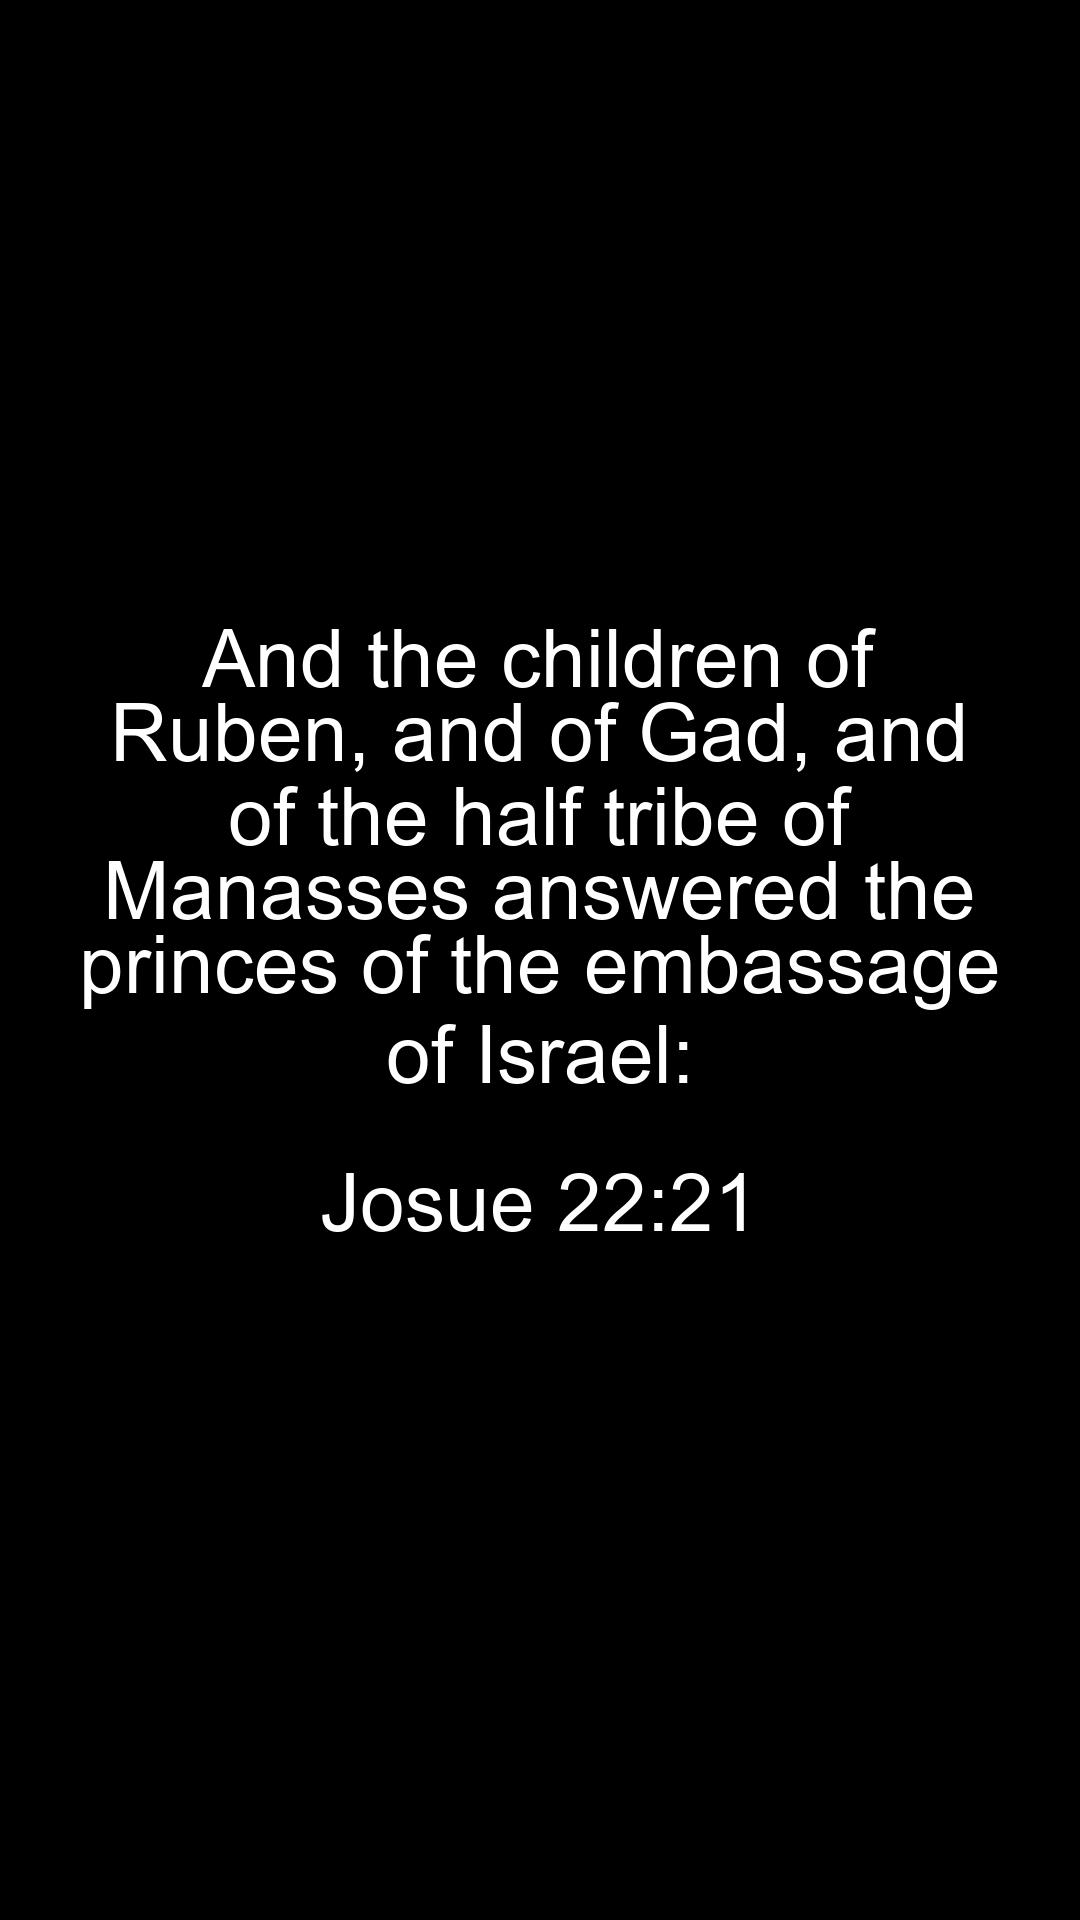 And the children of
Ruben, and of Gad, and
of the half tribe of
Manasses answered the
princes of the embassage
of Israel:
Josue 22:21